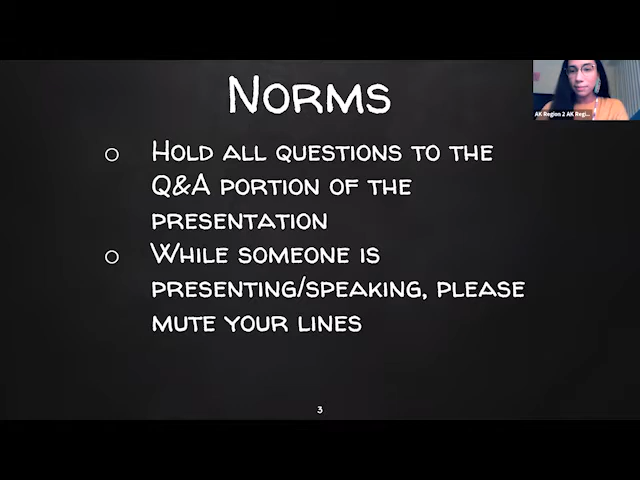 Norms
o Hold all questions to the
Q&A portion of the
presentation
o While someone is
presenting/speaking, please
mute your lines
3
AK Region 2 AK Regi...